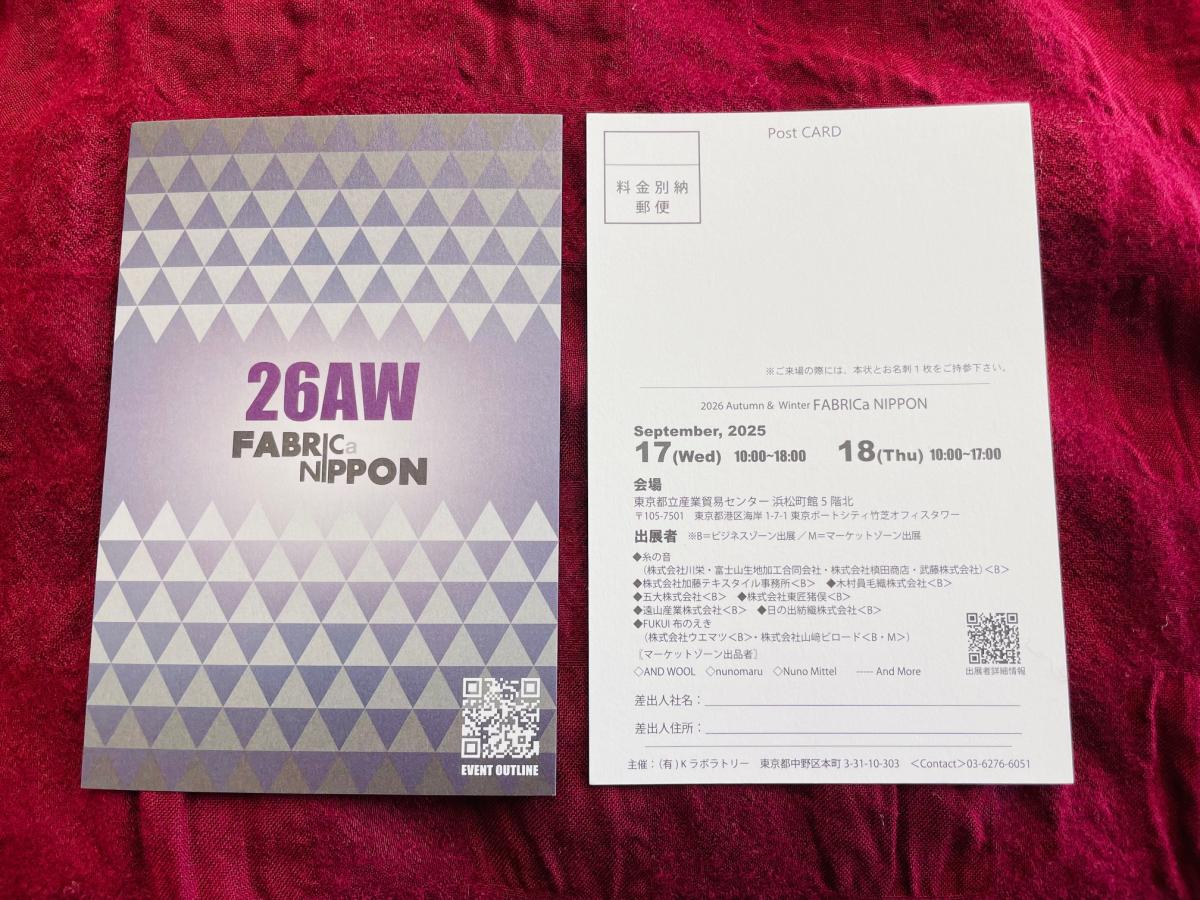 26AW
FABRICa
NIPPON
EVENT OUTLINE
Post CARD
料金別納
郵便
※ご来場の際には、本状とお名刺1枚をご持参下さい。
2026 Autumn & Winter FABRICa NIPPON
September, 2025
17(Wed) 10:00~18:00 18(Thu) 10:00~17:00
会場
東京都立産業貿易センター 浜松町館5階北
〒105-7501 東京都港区海岸1-7-1 東京ポートシティ竹芝オフィスタワー
出展者 ※B=ビジネスゾーン出展/M=マーケットゾーン出展
◆糸の音
(株式会社川栄・富士山生地加工合同会社・株式会社槙田商店・武藤株式会社)<B>
◆株式会社加藤テキスタイル事務所<B> ◆木村員毛織株式会社<B>
◆五大株式会社<B> ◆株式会社東匠猪俣<B>
◆遠山産業株式会社<B> ◆日の出紡織株式会社<B>
◆FUKUI 布のえき
(株式会社ウエマツ<B>・株式会社山﨑ビロード<B・M>)
〖マーケットゾーン出品者〗
◇AND WOOL ◇nunomaru ◇Nuno Mittel ----- And More
出展者詳細情報
差出人社名:
差出人住所:
主催:(有)Kラボラトリー 東京都中野区本町3-31-10-303 <Contact>03-6276-6051